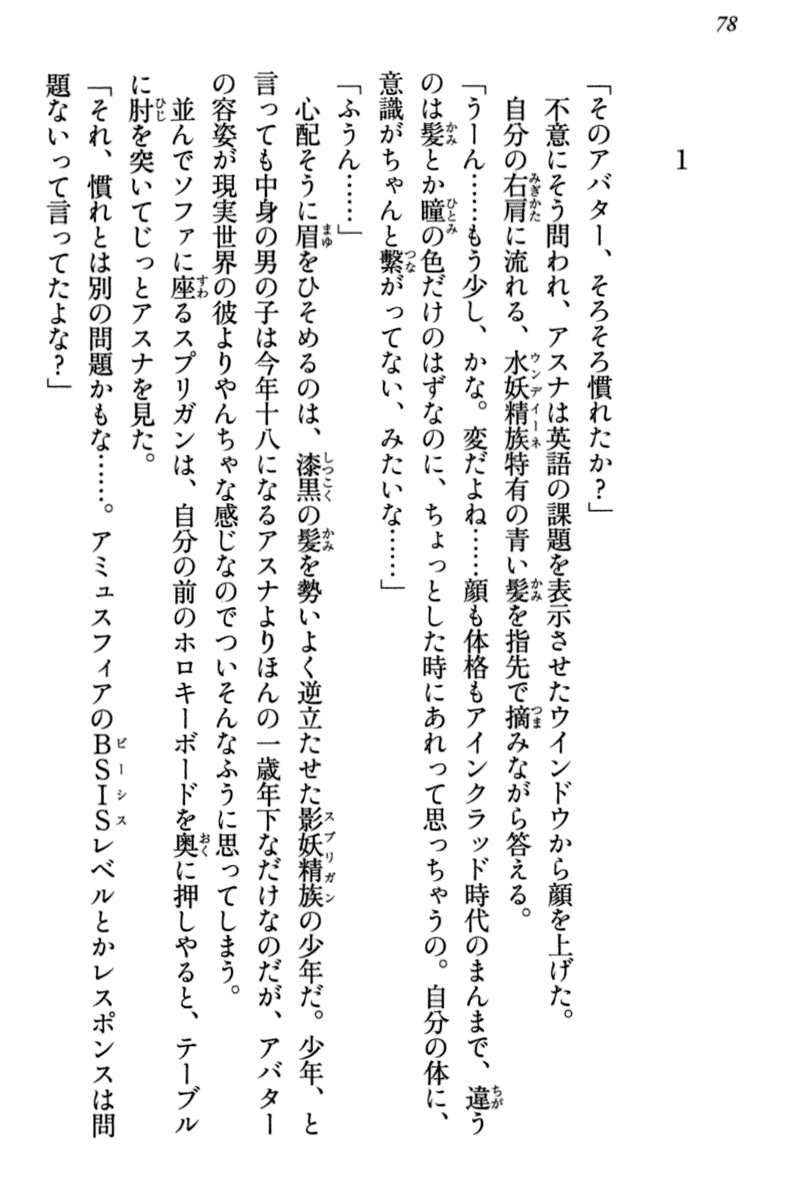 78
1
「そのアバター、そろそろ慣れたか？」
不意にそう問われ、アスナは英語の課題を表示させたウインドウから顔を上げた。
自分の右肩に流れる、水妖精族特有の青い髪を指先で摘みながら答える。
「うーん……もう少し、かな。変だよね……顔も体格もアインクラッド時代のまんまで、違う
のは髪とか瞳の色だけのはずなのに、ちょっとした時にあれって思っちゃうの。自分の体に、
意識がちゃんと繋がってない、みたいな……」
「ふうん……」
心配そうに眉をひそめるのは、漆黒の髪を勢いよく逆立たせた影妖精族の少年だ。少年、と
言っても中身の男の子は今年十八になるアスナよりほんの一歳年下なだけなのだが、アバター
の容姿が現実世界の彼よりやんちゃな感じなのでついそんなふうに思ってしまう。
並んでソファに座るスプリガンは、自分の前のホロキーボードを奥に押しやると、テーブル
に肘を突いてじっとアスナを見た。
「それ、慣れとは別の問題かもな……。アミュスフィアのＢＳＩＳレベルとかレスポンスは問
題ないって言ってたよな？」